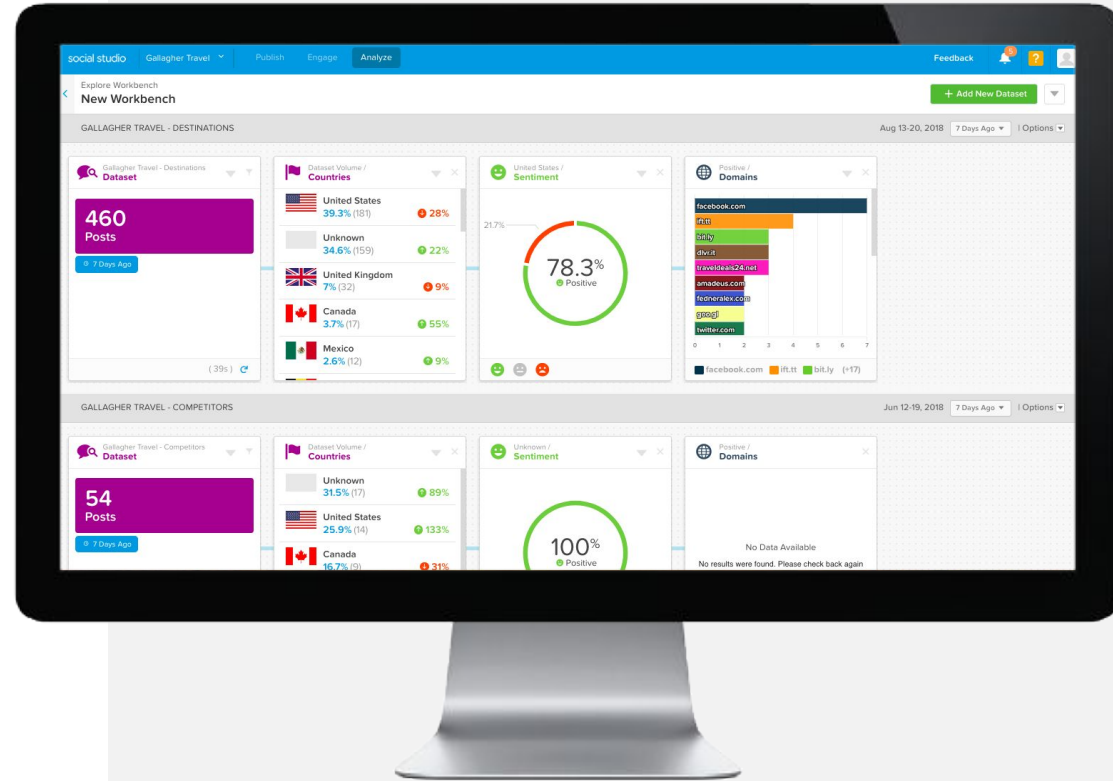 social studio Gallagher Travel Publish Engage Analyze Feedback 5 ?
Explore Workbench
New Workbench
+ Add New Dataset
GALLAGHER TRAVEL - DESTINATIONS
Aug 13-20, 2018 7 Days Ago | Options
Gallagher Travel - Destinations
Dataset
460
Posts
7 Days Ago
(39s)
Dataset Volume /
Countries
United States
39.3% (181) 28%
Unknown
34.6% (159) 22%
United Kingdom
7% (32) 9%
Canada
3.7% (17) 55%
Mexico
2.6% (12) 9%
United States /
Sentiment
21.7%
78.3%
Positive
Positive /
Domains
facebook.com
ift.tt
bit.ly
dlvr.it
traveldeals24.net
amadeus.com
fedneralex.com
goo.gl
twitter.com
0 1 2 3 4 5 6 7
facebook.com ift.tt bit.ly (+17)
GALLAGHER TRAVEL - COMPETITORS
Jun 12-19, 2018 7 Days Ago | Options
Gallagher Travel - Competitors
Dataset
54
Posts
7 Days Ago
Dataset Volume /
Countries
Unknown
31.5% (17) 89%
United States
25.9% (14) 133%
Canada
16.7% (9) 31%
Unknown /
Sentiment
100%
Positive
Positive /
Domains
No Data Available
No results were found. Please check back again